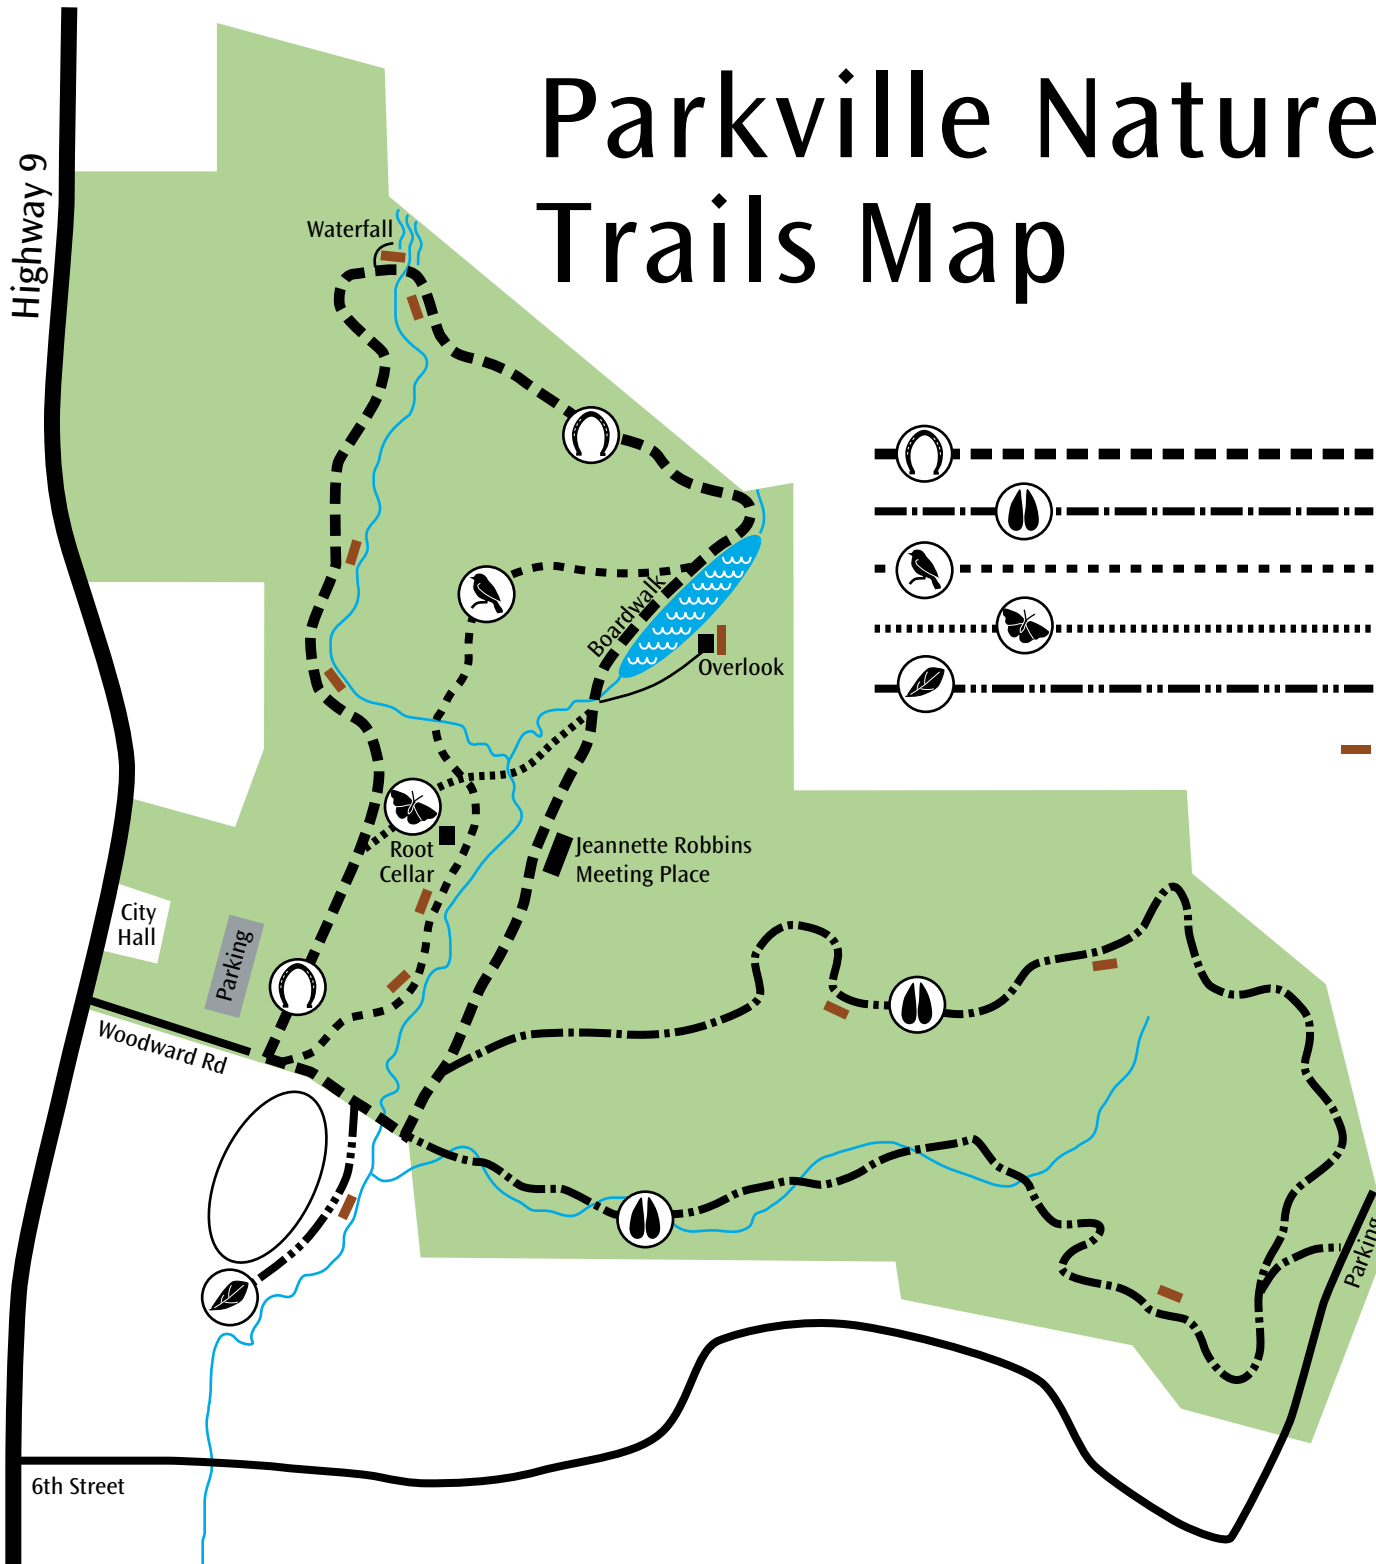 Parkville Nature
Trails Map
Highway 9
Waterfall
Boardwalk
Overlook
Jeannette Robbins
Meeting Place
Root
Cellar
City
Hall
Parking
Woodward Rd
Parking
6th Street